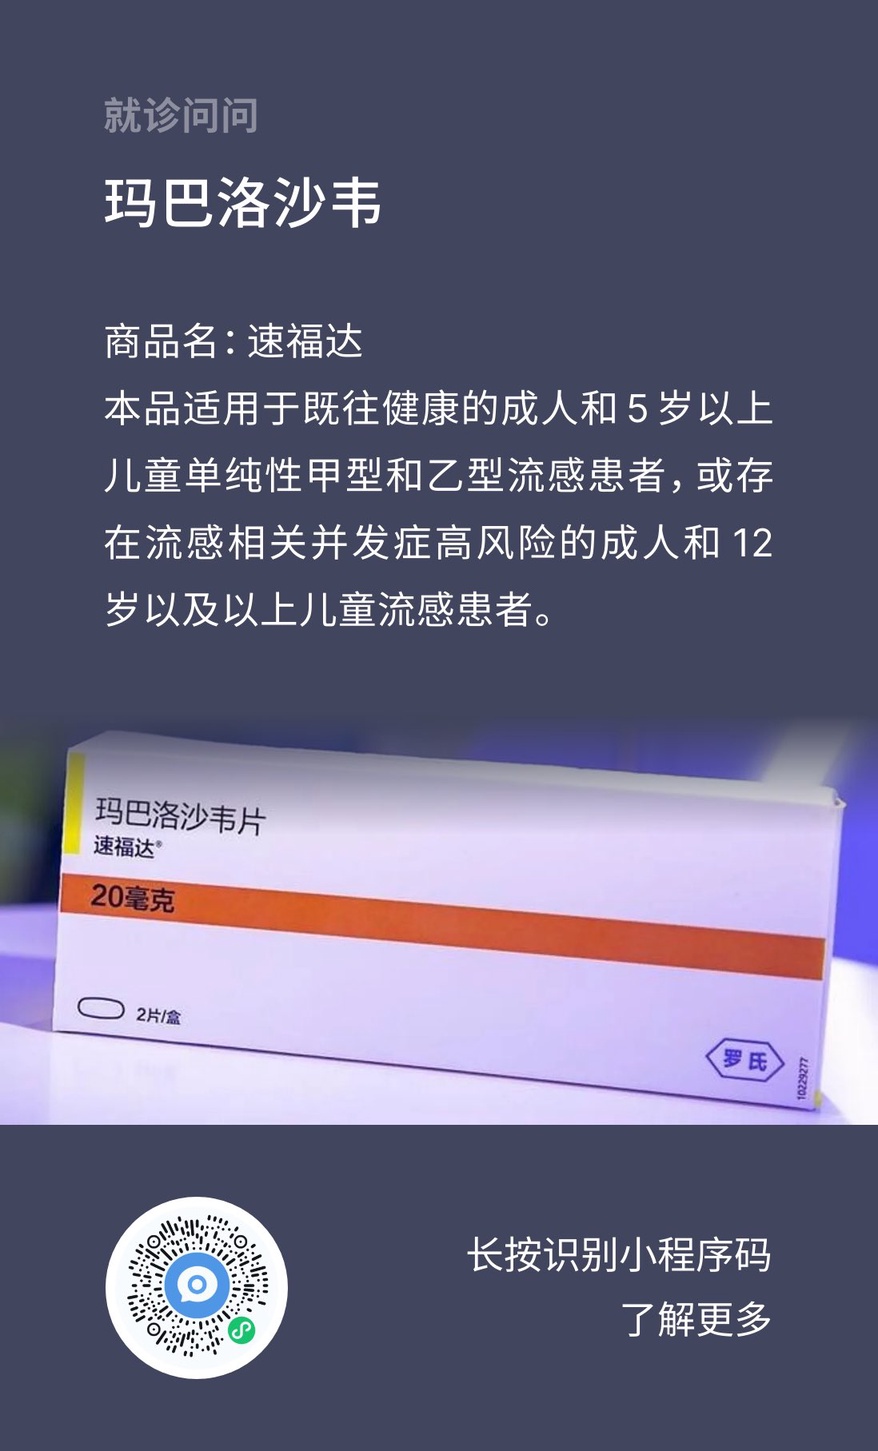 就诊问问
玛巴洛沙韦
商品名：速福达
本品适用于既往健康的成人和 5 岁以上
儿童单纯性甲型和乙型流感患者，或存
在流感相关并发症高风险的成人和 12
岁以及以上儿童流感患者。
玛巴洛沙韦片
速福达®
20毫克
2片/盒
罗氏
10229277
长按识别小程序码
了解更多